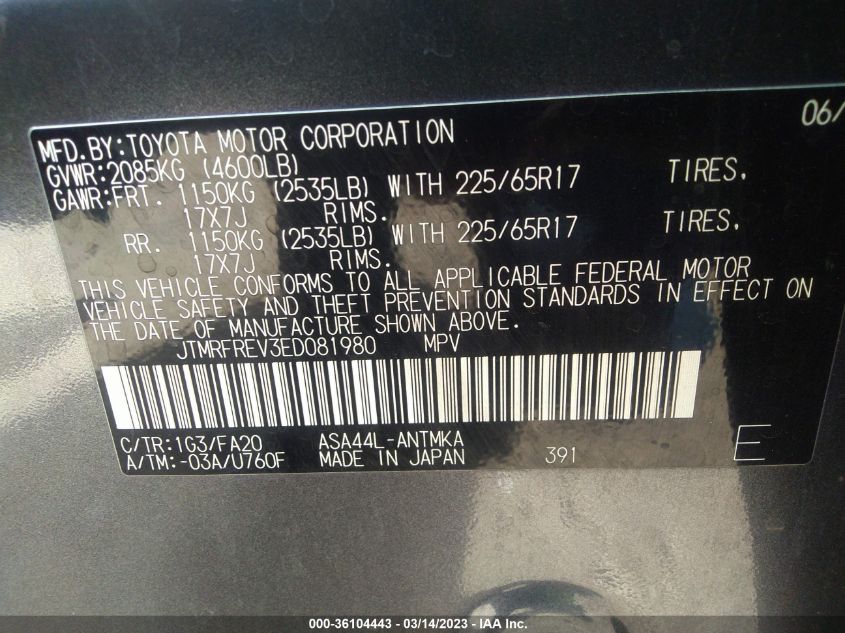 06/
MFD.BY:TOYOTA MOTOR CORPORATION
GVWR:2085KG (4600LB)
GAWR:FRT. 1150KG (2535LB) WITH 225/65R17 TIRES,
17X7J RIMS.
RR. 1150KG (2535LB) WITH 225/65R17 TIRES,
17X7J RIMS.
THIS VEHICLE CONFORMS TO ALL APPLICABLE FEDERAL MOTOR
VEHICLE SAFETY AND THEFT PREVENTION STANDARDS IN EFFECT ON
THE DATE OF MANUFACTURE SHOWN ABOVE.
JTMRFREV3ED081980 MPV
C/TR:1G3/FA20 ASA44L-ANTMKA
A/TM:-03A/U760F MADE IN JAPAN 391 E
000-36104443 - 03/14/2023 - IAA Inc.